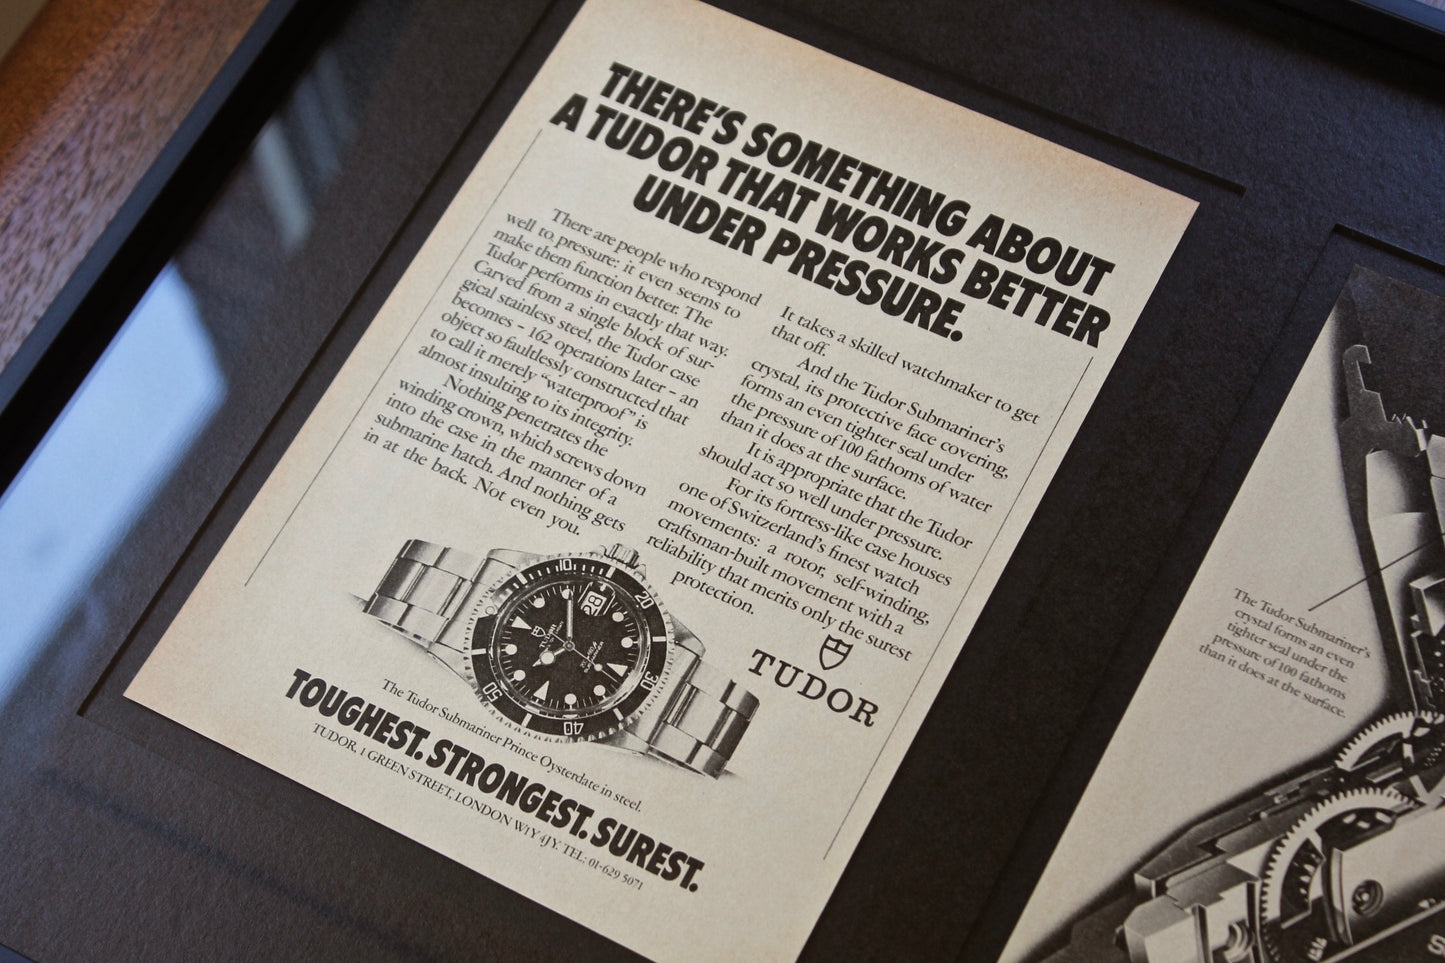 THERE'S SOMETHING ABOUT
A TUDOR THAT WORKS BETTER
UNDER PRESSURE.
There are people who respond
well to pressure: it even seems to
make them function better. The
Tudor performs in exactly that way.
Carved from a single block of sur-
gical stainless steel, the Tudor case
becomes – 162 operations later – an
object so faultlessly constructed that
to call it merely "waterproof" is
almost insulting to its integrity.
Nothing penetrates the
winding crown, which screws down
into the case in the manner of a
submarine hatch. And nothing gets
in at the back. Not even you.
It takes a skilled watchmaker to get
that off.
And the Tudor Submariner's
crystal, its protective face covering,
forms an even tighter seal under
the pressure of 100 fathoms of water
than it does at the surface.
It is appropriate that the Tudor
should act so well under pressure.
For its fortress-like case houses
one of Switzerland's finest watch
movements: a rotor, self-winding,
craftsman-built movement with a
reliability that merits only the surest
protection.
TUDOR
10
20
30
40
50
28
TUDOR
The Tudor Submariner Prince Oysterdate in steel.
TOUGHEST. STRONGEST. SUREST.
TUDOR, 1 GREEN STREET, LONDON W1Y 4JY. TEL: 01-629 5071
The Tudor Submariner's
crystal forms an even
tighter seal under the
pressure of 100 fathoms
than it does at the surface.